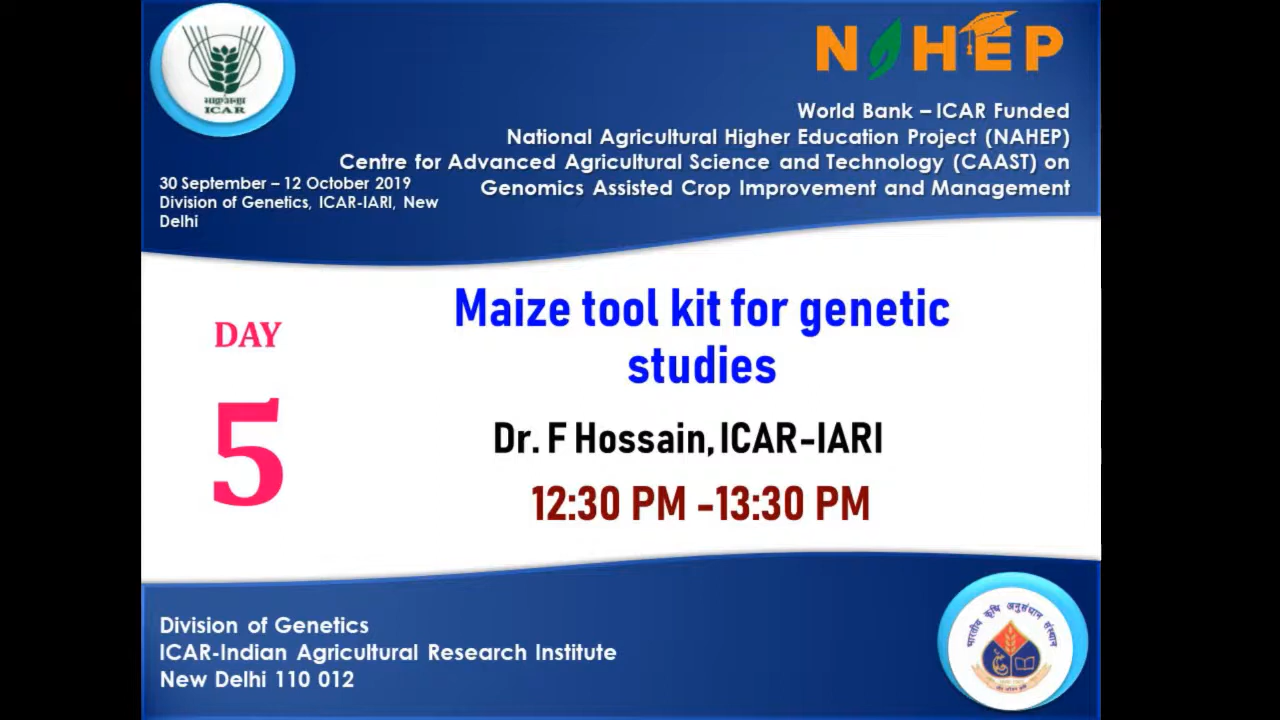 NAHEP
World Bank – ICAR Funded
National Agricultural Higher Education Project (NAHEP)
Centre for Advanced Agricultural Science and Technology (CAAST) on
Genomics Assisted Crop Improvement and Management
ICAR
30 September – 12 October 2019
Division of Genetics, ICAR-IARI, New
Delhi
DAY
5
Maize tool kit for genetic
studies
Dr. F Hossain, ICAR-IARI
12:30 PM -13:30 PM
Division of Genetics
ICAR-Indian Agricultural Research Institute
New Delhi 110 012
भारतीय कृषि अनुसंधान संस्थान